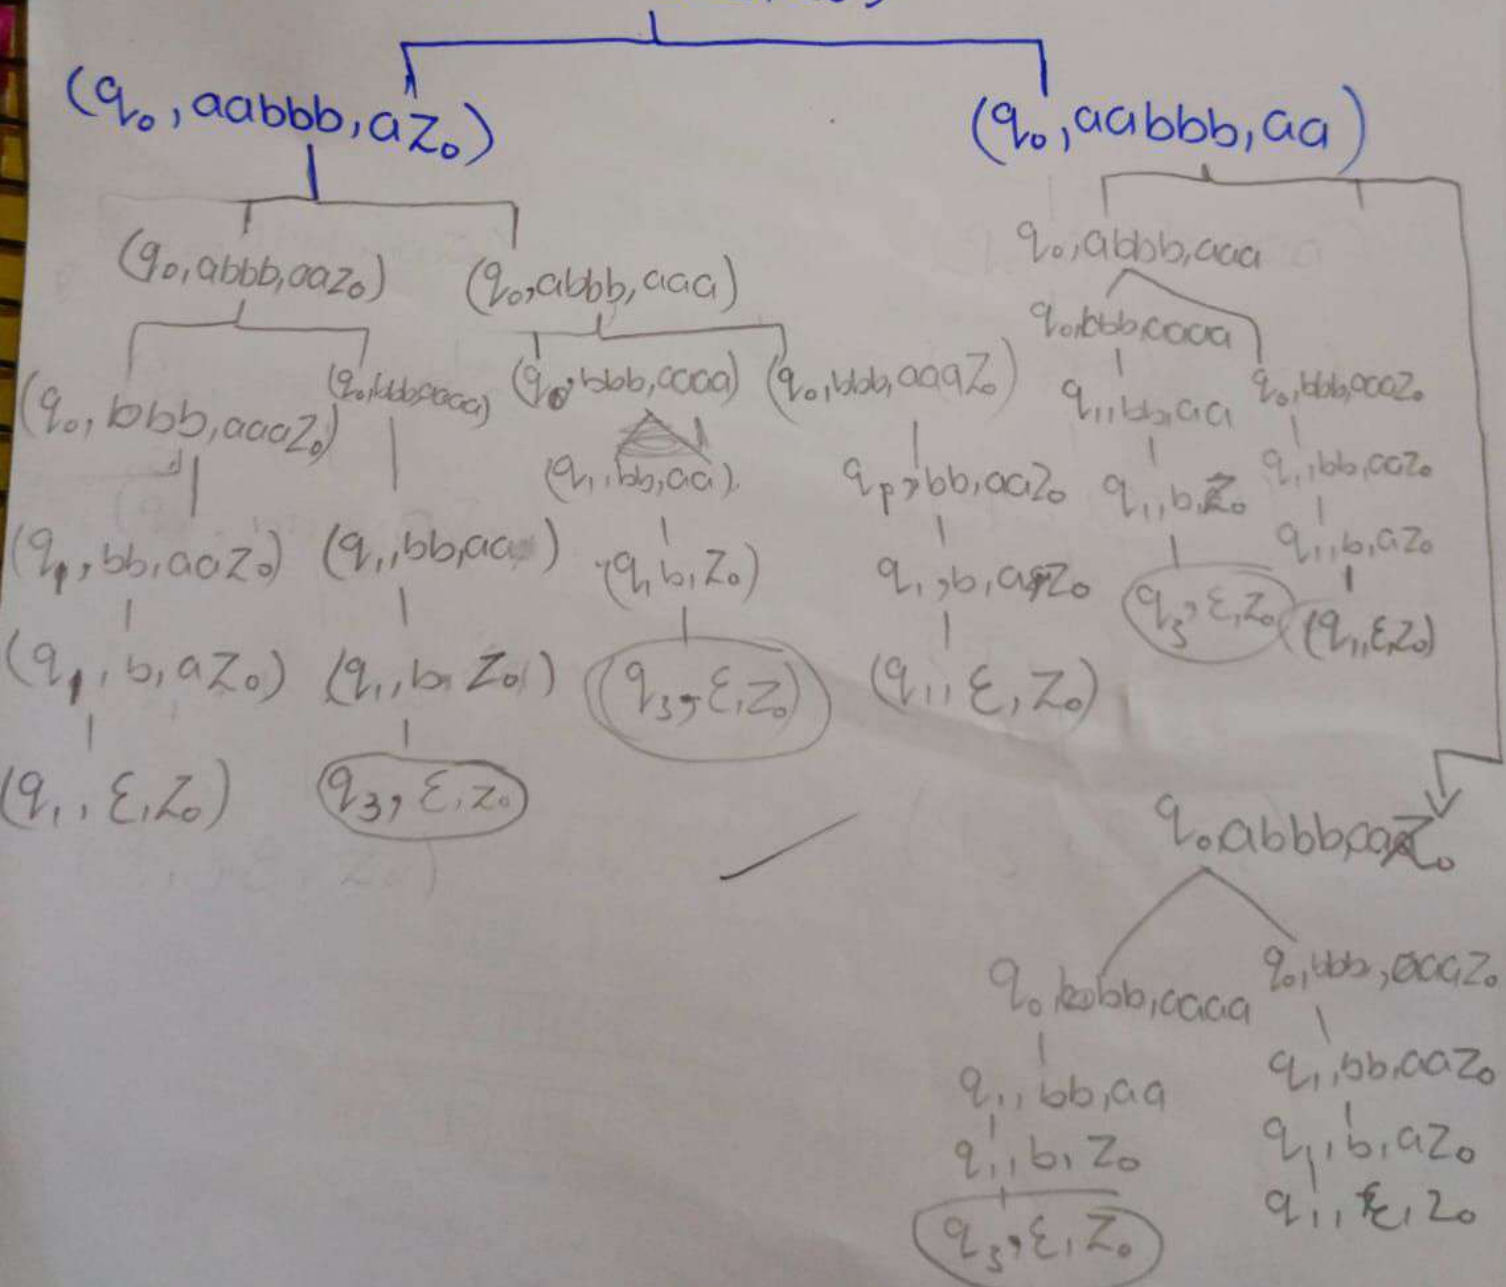 (q₀, aabbb, aZ₀) (q₀, aabbb, aa)
(q₀, abbb, aaZ₀) (q₀, abbb, aaa) q₀, abbb, aaa
q₀, bbb, aaaa
(q₀, bbb, aaaZ₀) (q₀, bbb, aaaa) (q₀, bbb, aaaa) (q₀, bbb, aaaZ₀) q₁, bb, aa q₀, bbb, aaaZ₀
(q₁, bb, aa) q₁, bb, aaZ₀ q₁, b, Z₀ q₁, bb, aaZ₀
(q₁, bb, aaZ₀) (q₁, bb, aa) (q₁, b, Z₀) q₁, b, aZ₀ q₃, ε, Z₀ q₁, b, aZ₀
(q₁, b, aZ₀) (q₁, b, Z₀) (q₃, ε, Z₀) (q₁, ε, Z₀) (q₁, ε, Z₀)
(q₁, ε, Z₀) q₃, ε, Z₀
q₀, abbb, aaZ₀
q₀, bbb, aaaa q₀, bbb, aaaZ₀
q₁, bb, aa q₁, bb, aaZ₀
q₁, b, Z₀ q₁, b, aZ₀
q₃, ε, Z₀ q₁, ε, Z₀